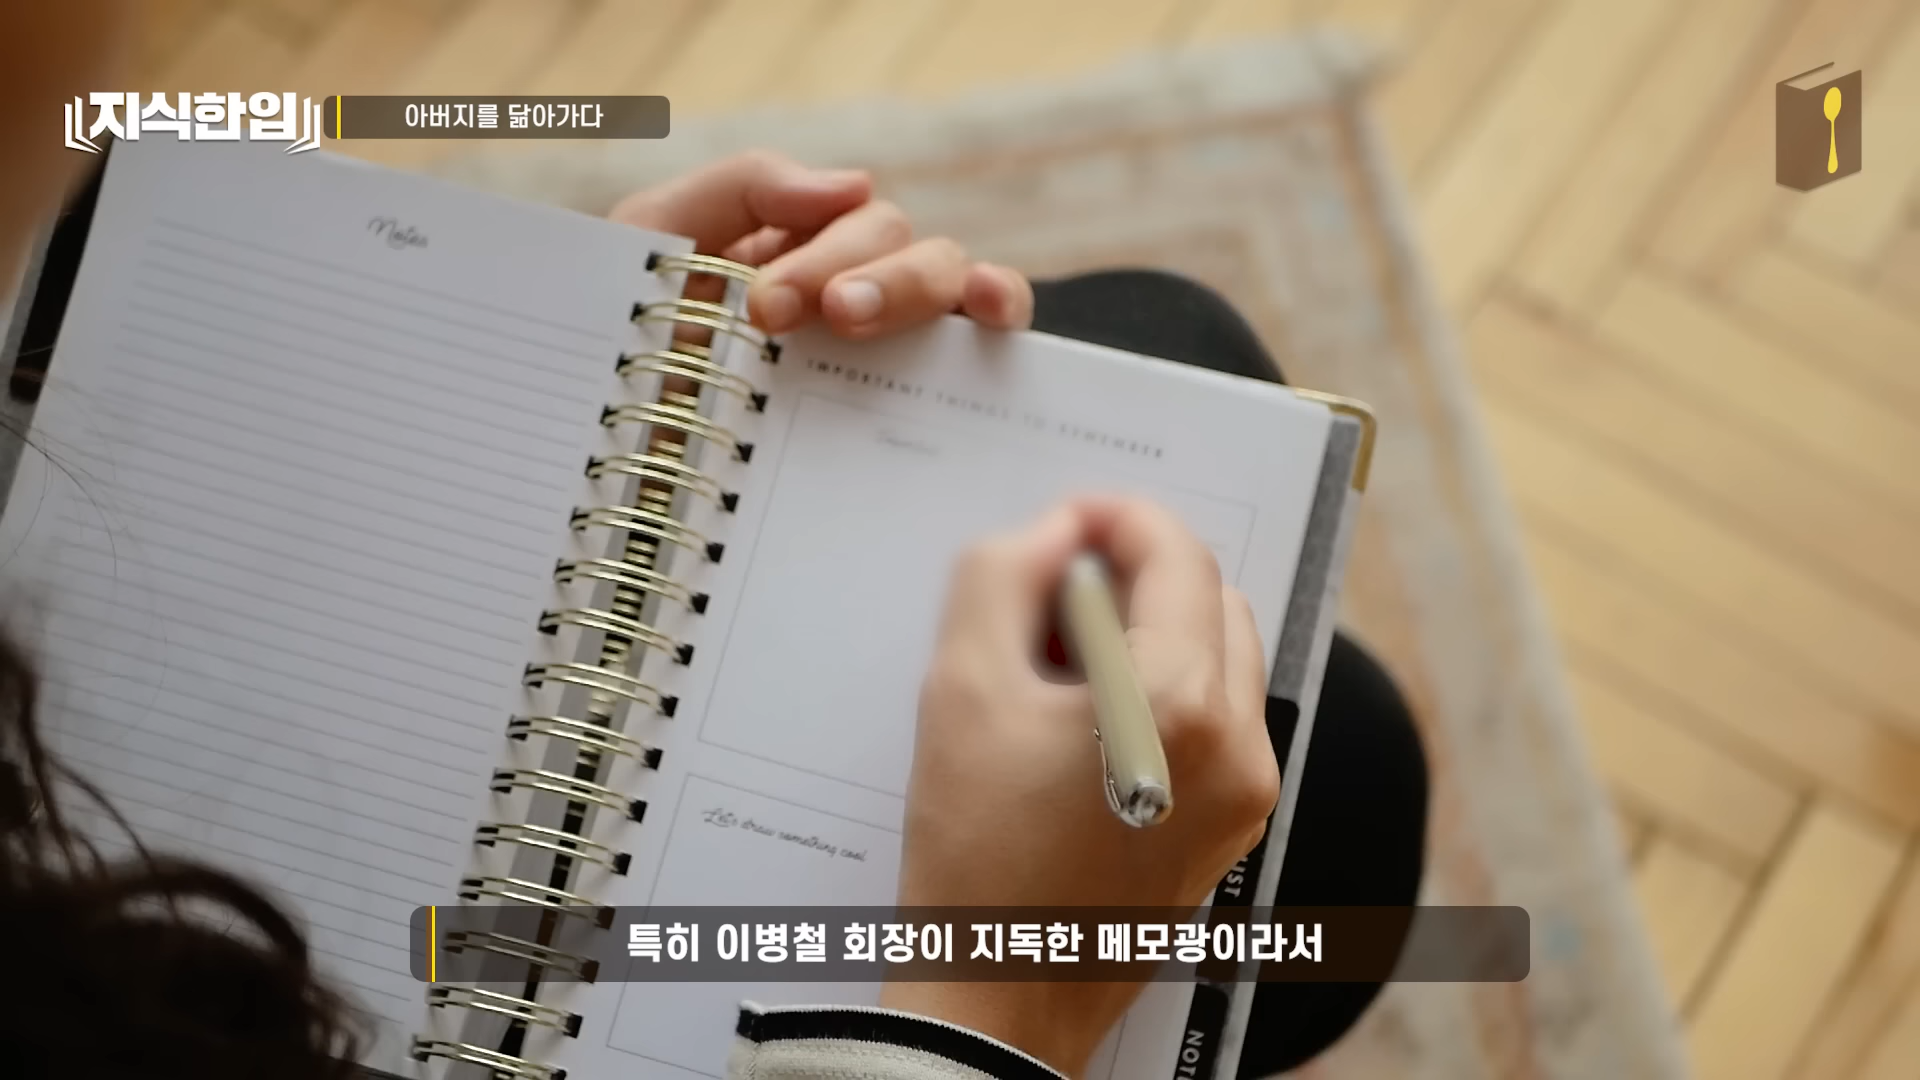 지식한입
아버지를 닮아가다
Notes
IMPORTANT THINGS TO REMEMBER
Let's draw something cool
특히 이병철 회장이 지독한 메모광이라서